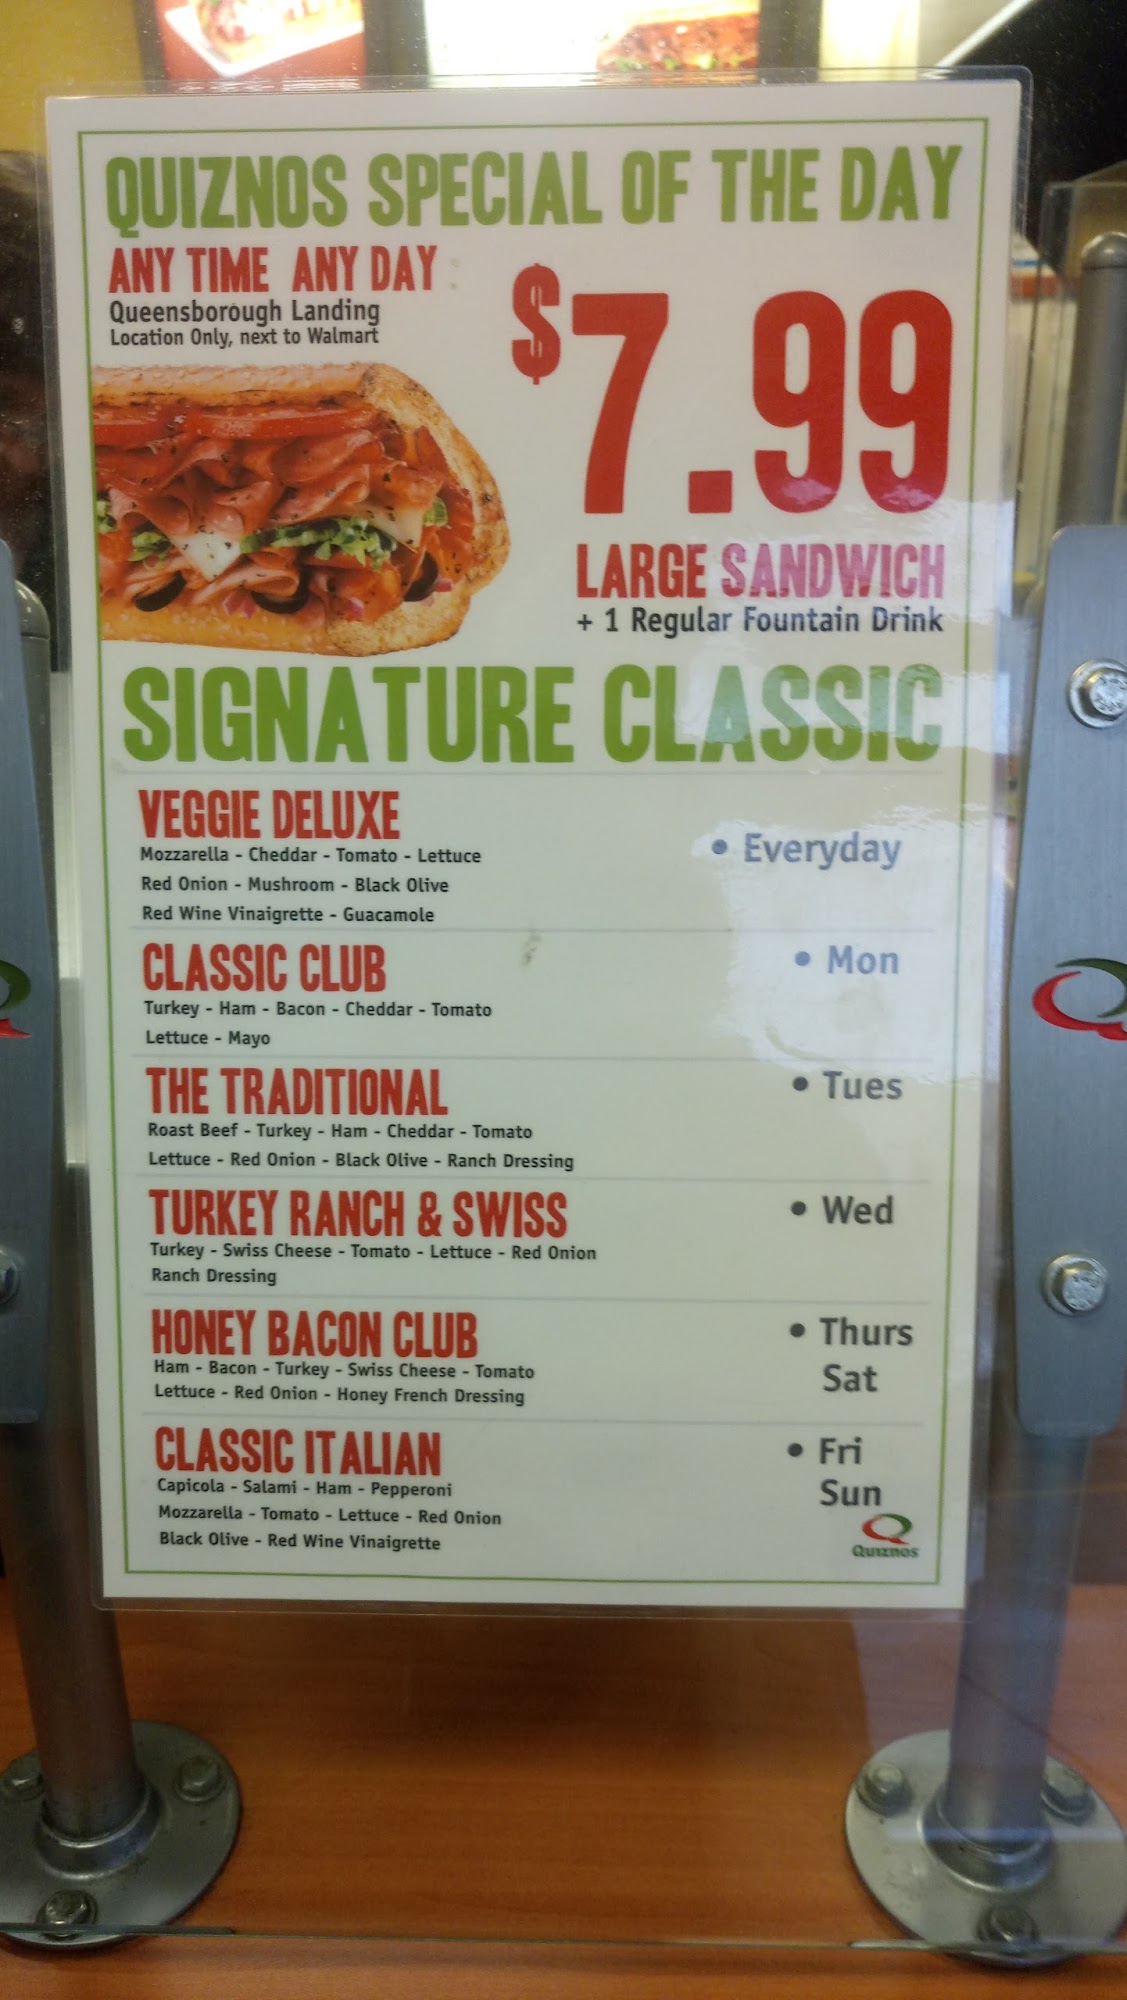 QUIZNOS SPECIAL OF THE DAY
ANY TIME ANY DAY
Queensborough Landing
Location Only, next to Walmart
$7.99
LARGE SANDWICH
+ 1 Regular Fountain Drink
SIGNATURE CLASSIC
VEGGIE DELUXE
Mozzarella - Cheddar - Tomato - Lettuce
Red Onion - Mushroom - Black Olive
Red Wine Vinaigrette - Guacamole
• Everyday
CLASSIC CLUB
Turkey - Ham - Bacon - Cheddar - Tomato
Lettuce - Mayo
• Mon
THE TRADITIONAL
Roast Beef - Turkey - Ham - Cheddar - Tomato
Lettuce - Red Onion - Black Olive - Ranch Dressing
• Tues
TURKEY RANCH & SWISS
Turkey - Swiss Cheese - Tomato - Lettuce - Red Onion
Ranch Dressing
• Wed
HONEY BACON CLUB
Ham - Bacon - Turkey - Swiss Cheese - Tomato
Lettuce - Red Onion - Honey French Dressing
• Thurs
Sat
CLASSIC ITALIAN
Capicola - Salami - Ham - Pepperoni
Mozzarella - Tomato - Lettuce - Red Onion
Black Olive - Red Wine Vinaigrette
• Fri
Sun
Quiznos